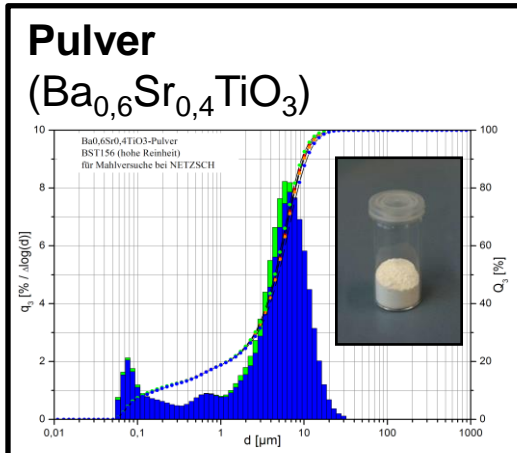 Pulver
(Ba0,6Sr0,4TiO3)
Ba0,6Sr0,4TiO3-Pulver
BST156 (hohe Reinheit)
für Mahlversuche bei NETZSCH
q3 [% / Δlog(d)]
10
8
6
4
2
0
Q3 [%]
100
80
60
40
20
0
0,01 0,1 1 10 100 1000
d [µm]